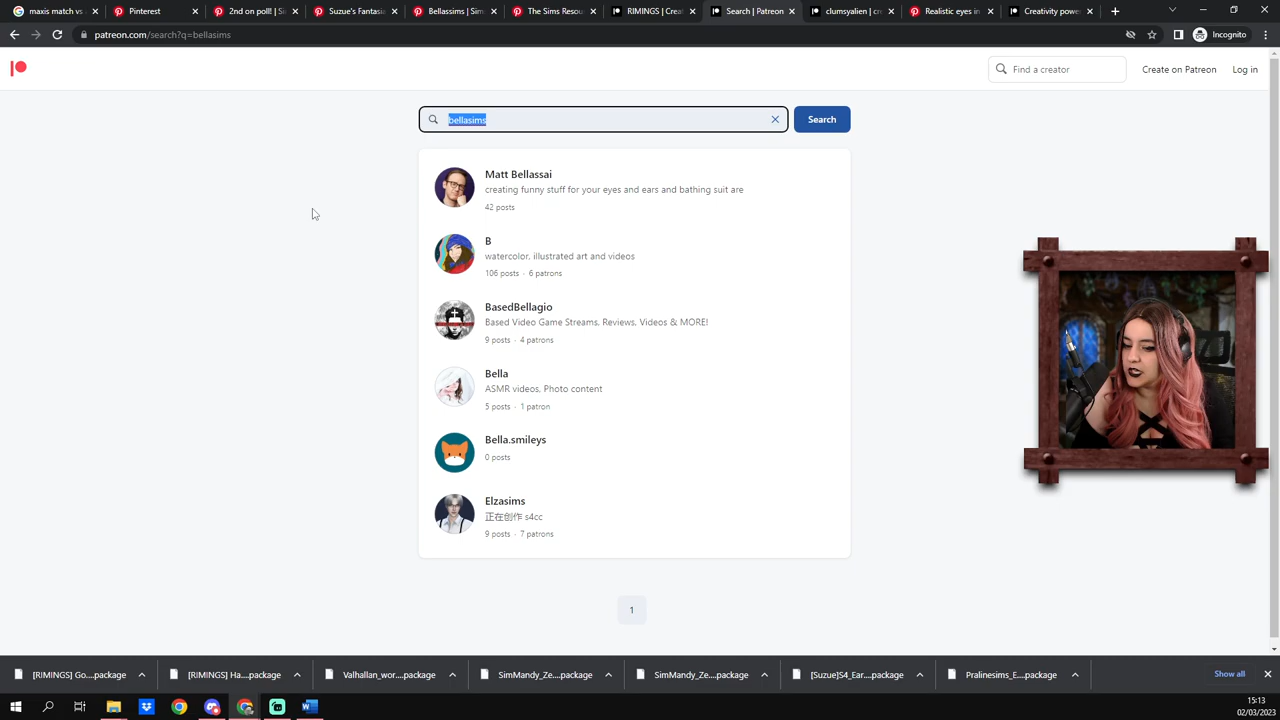 maxis match vs
Pinterest
2nd on poll! | Si
Suzue's Fantasia
Bellassims | Sim
The Sims Resou
RIMINGS | Creat
Search | Patreon
clumsyalien | cre
Realistic eyes in
Creativity power
patreon.com/search?q=bellasims
Incognito
Find a creator
Create on Patreon
Log in
bellasims
Search
Matt Bellassai
creating funny stuff for your eyes and ears and bathing suit are
42 posts
B
watercolor, illustrated art and videos
106 posts · 6 patrons
BasedBellagio
Based Video Game Streams, Reviews, Videos & MORE!
9 posts · 4 patrons
Bella
ASMR videos, Photo content
5 posts · 1 patron
Bella.smileys
0 posts
Elzasims
正在创作 s4cc
9 posts · 7 patrons
1
[RIMINGS] Go....package
[RIMINGS] Ha....package
Valhallan_wor....package
SimMandy_Ze....package
SimMandy_Ze....package
[Suzue]S4_Ear....package
Pralinesims_E....package
Show all
15:13
02/03/2023